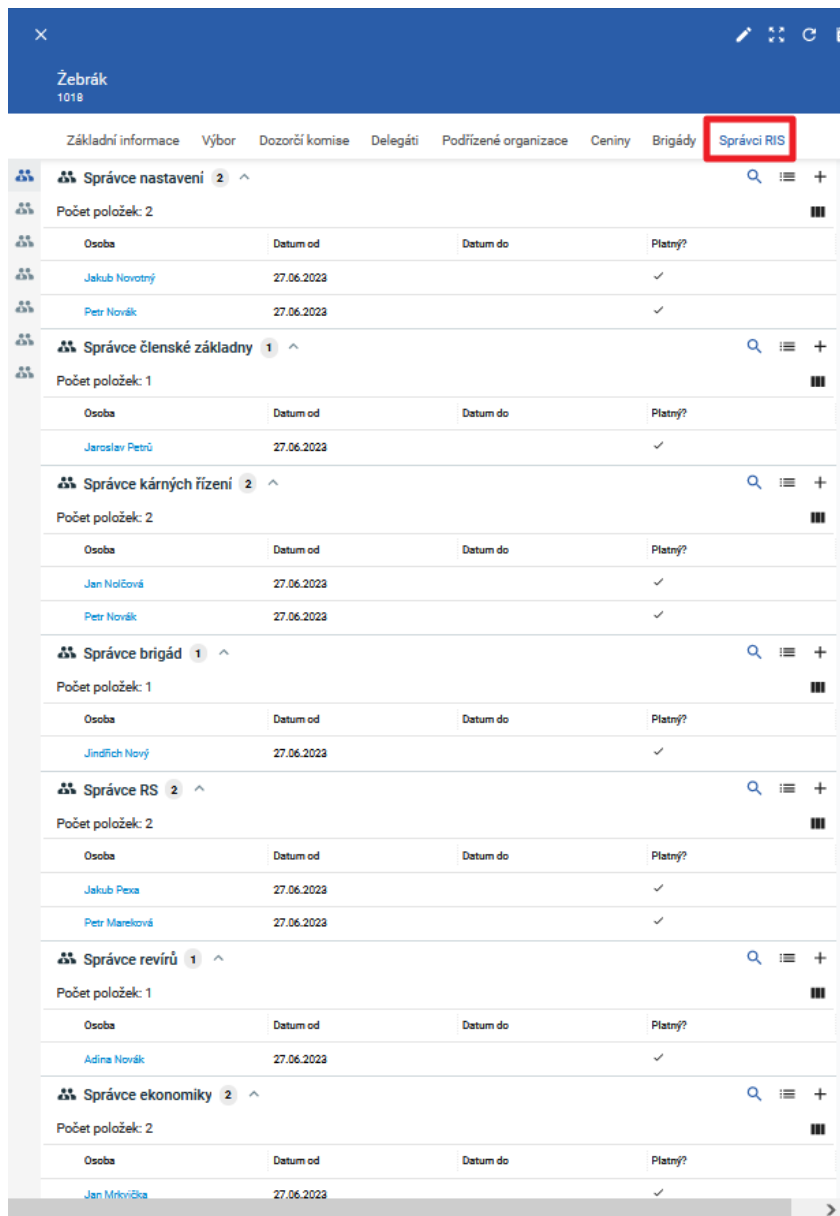 Žebrák
1018
Základní informace Výbor Dozorčí komise Delegáti Podřízené organizace Ceniny Brigády Správci RIS
Správce nastavení 2
Počet položek: 2
Osoba Datum od Datum do Platný?
Jakub Novotný 27.06.2023
Petr Novák 27.06.2023
Správce členské základny 1
Počet položek: 1
Osoba Datum od Datum do Platný?
Jaroslav Petrů 27.06.2023
Správce kárných řízení 2
Počet položek: 2
Osoba Datum od Datum do Platný?
Jan Nolčová 27.06.2023
Petr Novák 27.06.2023
Správce brigád 1
Počet položek: 1
Osoba Datum od Datum do Platný?
Jindřich Nový 27.06.2023
Správce RS 2
Počet položek: 2
Osoba Datum od Datum do Platný?
Jakub Pexa 27.06.2023
Petr Mareková 27.06.2023
Správce revírů 1
Počet položek: 1
Osoba Datum od Datum do Platný?
Adina Novák 27.06.2023
Správce ekonomiky 2
Počet položek: 2
Osoba Datum od Datum do Platný?
Jan Mrkvička 27.06.2023